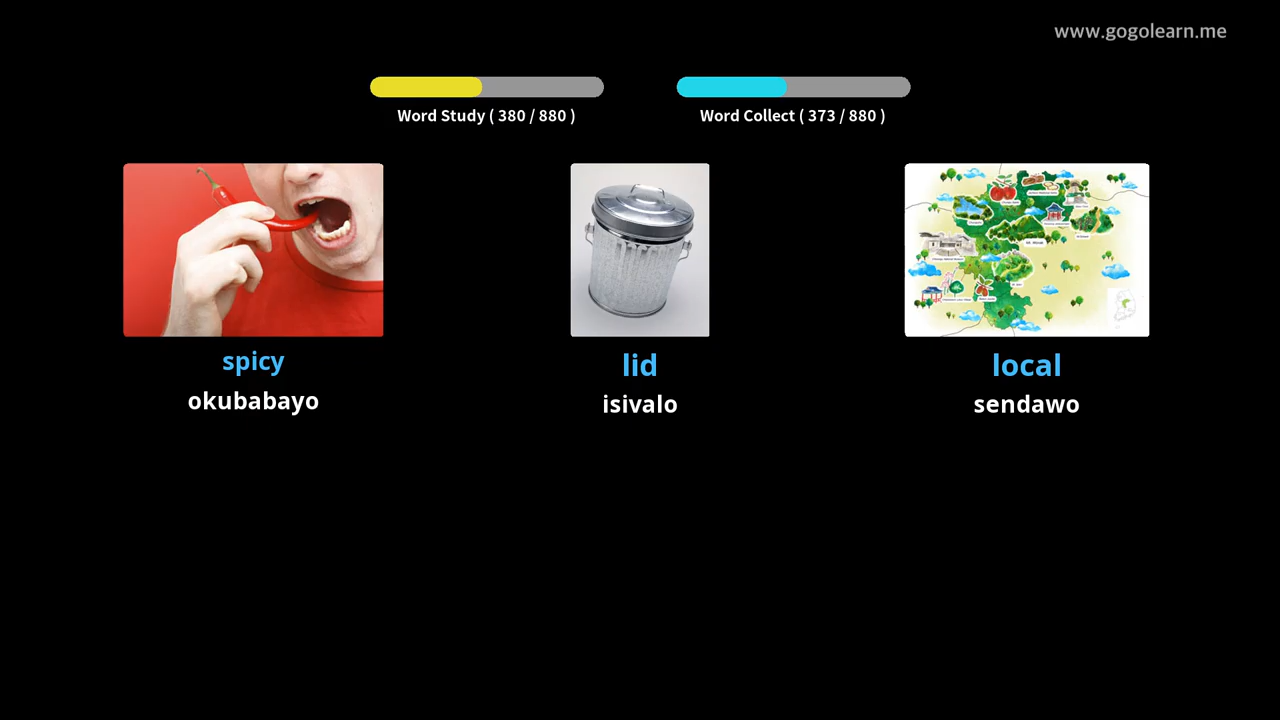 www.gogolearn.me
Word Study ( 380 / 880 )
Word Collect ( 373 / 880 )
spicy
okubabayo
lid
isivalo
local
sendawo